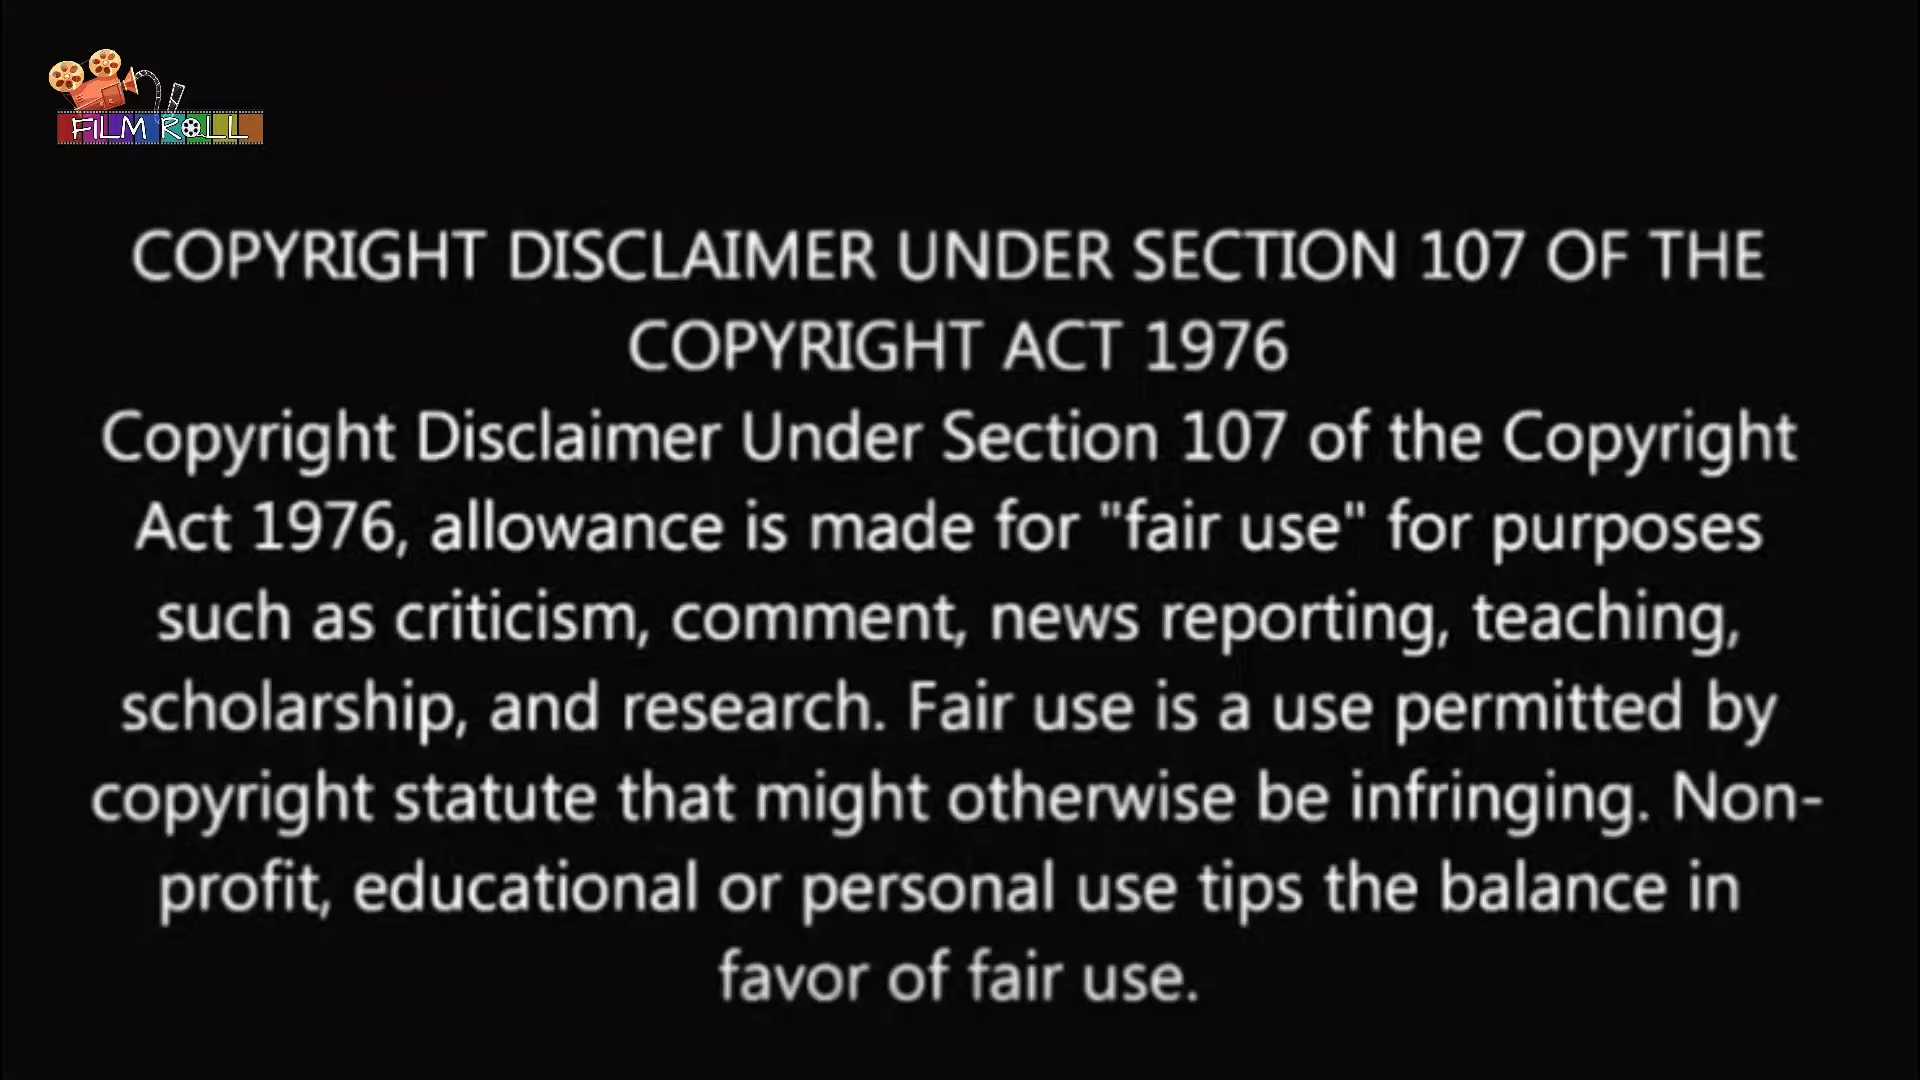 FILM ROLL
COPYRIGHT DISCLAIMER UNDER SECTION 107 OF THE
COPYRIGHT ACT 1976
Copyright Disclaimer Under Section 107 of the Copyright
Act 1976, allowance is made for "fair use" for purposes
such as criticism, comment, news reporting, teaching,
scholarship, and research. Fair use is a use permitted by
copyright statute that might otherwise be infringing. Non-
profit, educational or personal use tips the balance in
favor of fair use.